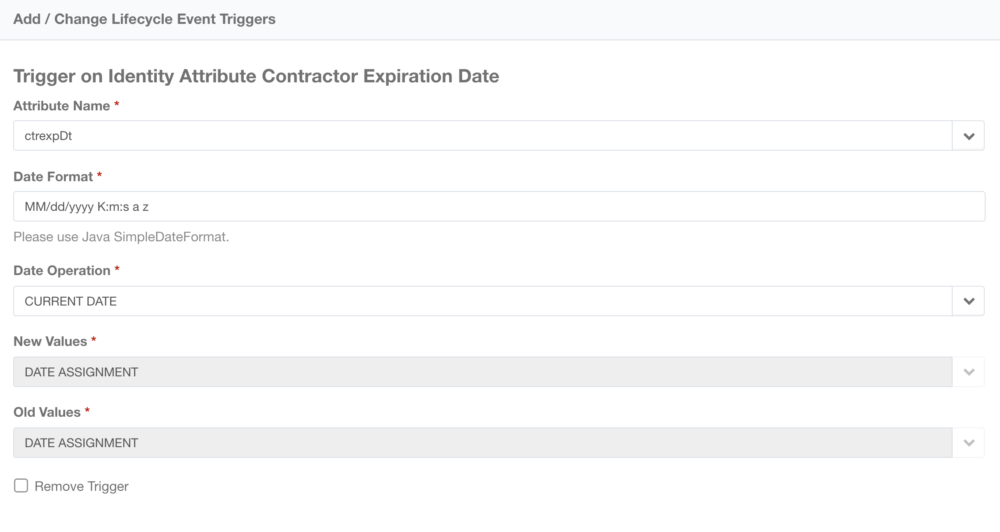 Add / Change Lifecycle Event Triggers
Trigger on Identity Attribute Contractor Expiration Date
Attribute Name *
ctrexpDt
Date Format *
MM/dd/yyyy K:m:s a z
Please use Java SimpleDateFormat.
Date Operation *
CURRENT DATE
New Values *
DATE ASSIGNMENT
Old Values *
DATE ASSIGNMENT
Remove Trigger